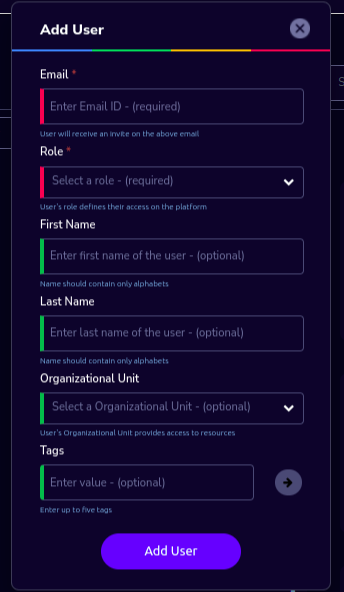 Add User
Email *
Enter Email ID - (required)
User will receive an invite on the above email
Role *
Select a role - (required)
User's role defines their access on the platform
First Name
Enter first name of the user - (optional)
Name should contain only alphabets
Last Name
Enter last name of the user - (optional)
Name should contain only alphabets
Organizational Unit
Select a Organizational Unit - (optional)
User's Organizational Unit provides access to resources
Tags
Enter value - (optional)
Enter up to five tags
Add User